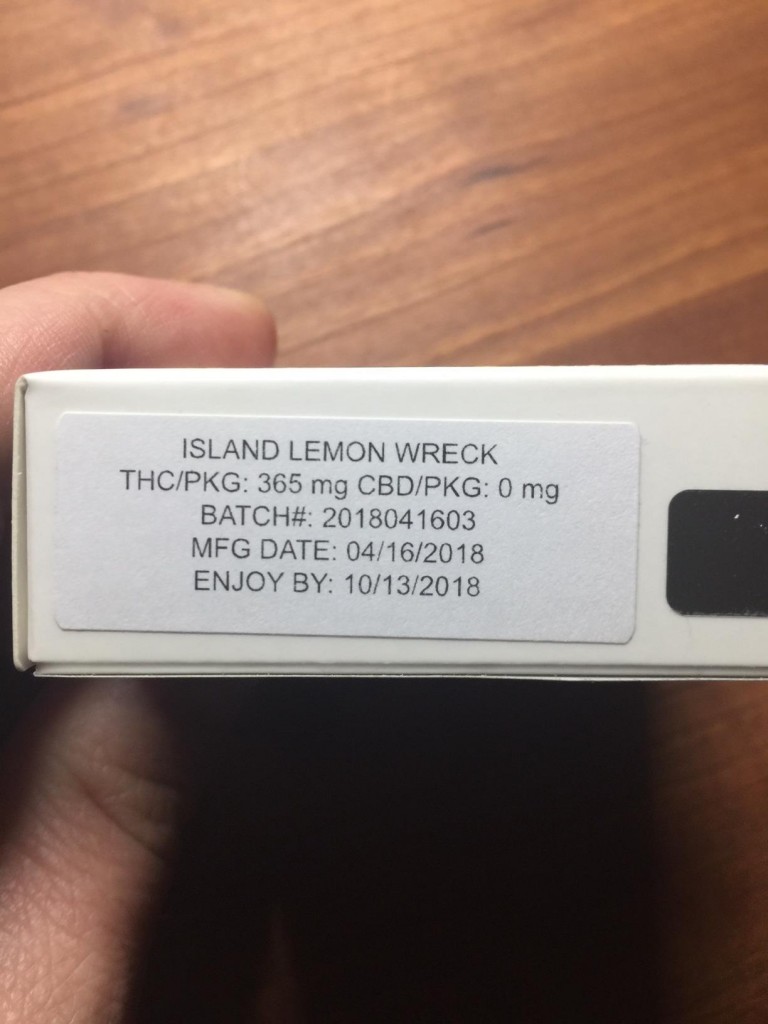 ISLAND LEMON WRECK
THC/PKG: 365 mg CBD/PKG: 0 mg
BATCH#: 2018041603
MFG DATE: 04/16/2018
ENJOY BY: 10/13/2018